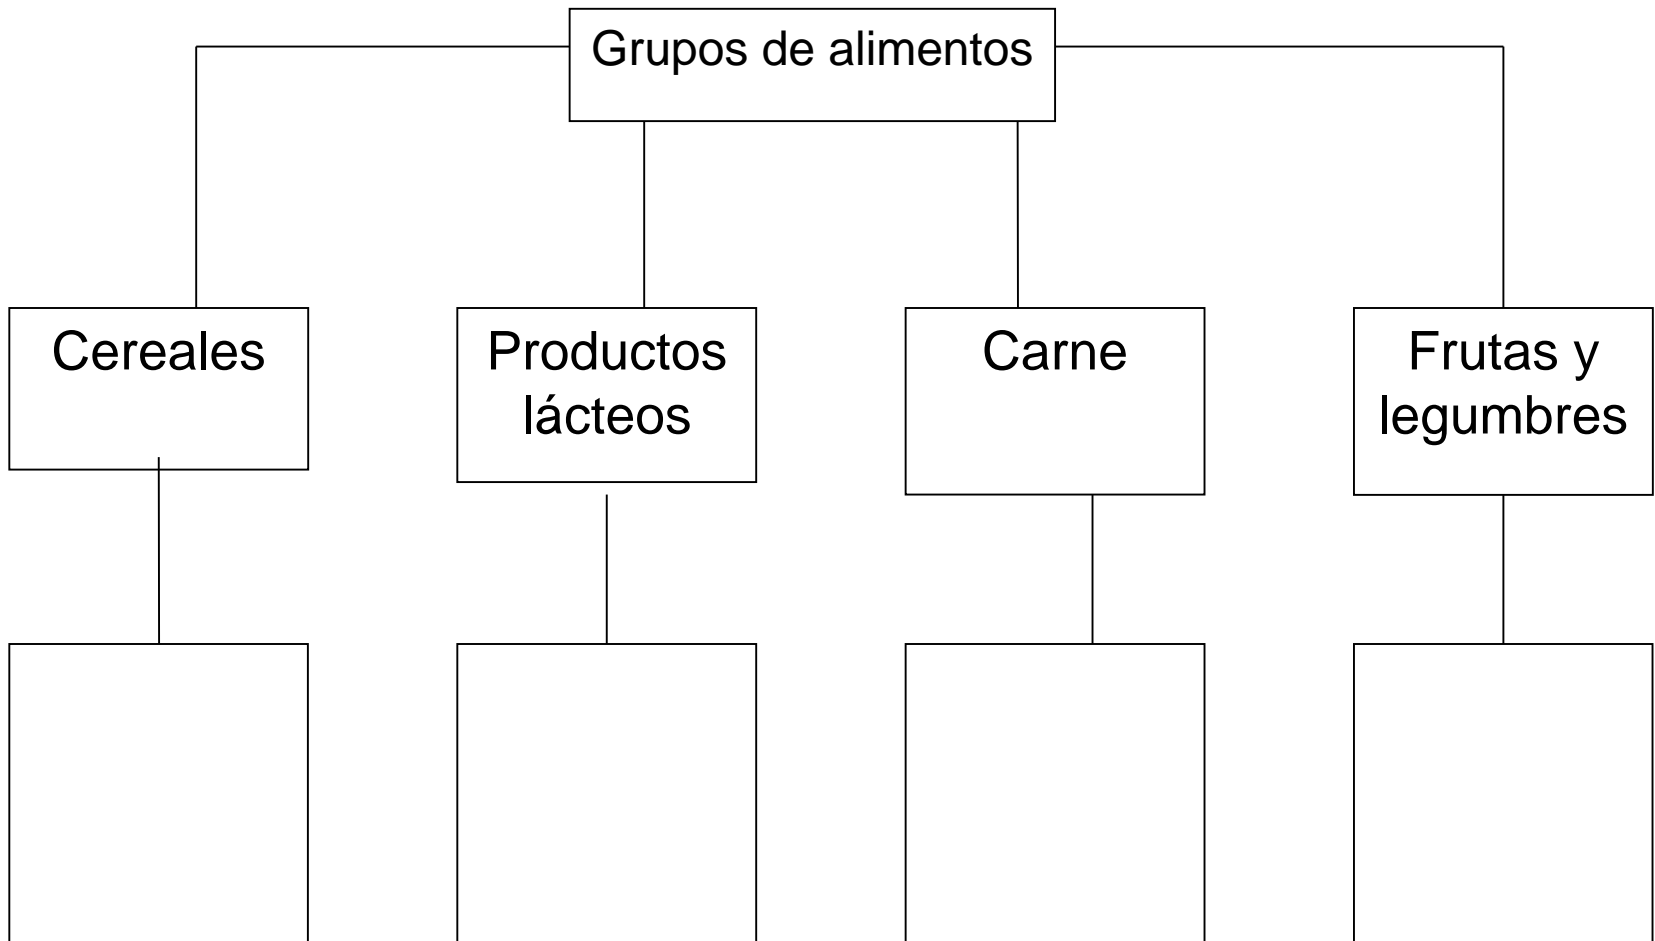 Grupos de alimentos
Cereales
Productos
lácteos
Carne
Frutas y
legumbres